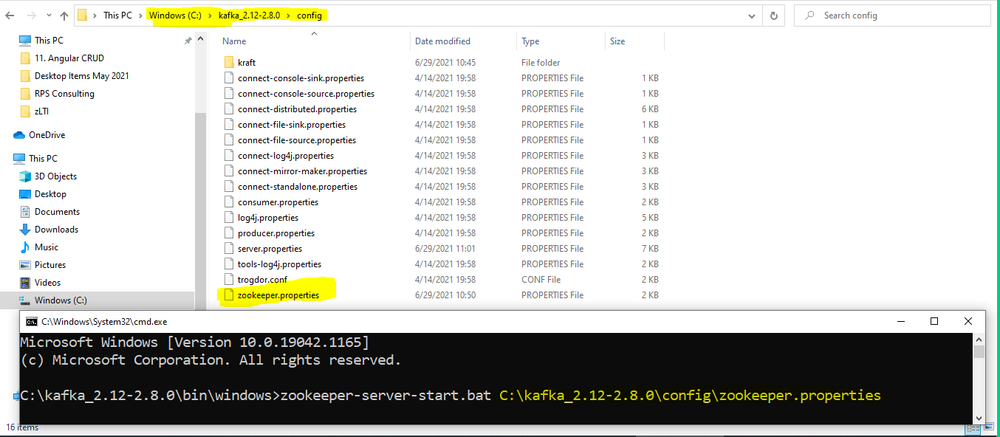 This PC > Windows (C:) > kafka_2.12-2.8.0 > config
Search config
This PC
11. Angular CRUD
Desktop Items May 2021
RPS Consulting
zLTI
OneDrive
This PC
3D Objects
Desktop
Documents
Downloads
Music
Pictures
Videos
Windows (C:)
Name Date modified Type Size
kraft 6/29/2021 10:45 File folder
connect-console-sink.properties 4/14/2021 19:58 PROPERTIES File 1 KB
connect-console-source.properties 4/14/2021 19:58 PROPERTIES File 1 KB
connect-distributed.properties 4/14/2021 19:58 PROPERTIES File 6 KB
connect-file-sink.properties 4/14/2021 19:58 PROPERTIES File 1 KB
connect-file-source.properties 4/14/2021 19:58 PROPERTIES File 1 KB
connect-log4j.properties 4/14/2021 19:58 PROPERTIES File 3 KB
connect-mirror-maker.properties 4/14/2021 19:58 PROPERTIES File 3 KB
connect-standalone.properties 4/14/2021 19:58 PROPERTIES File 3 KB
consumer.properties 4/14/2021 19:58 PROPERTIES File 2 KB
log4j.properties 4/14/2021 19:58 PROPERTIES File 5 KB
producer.properties 4/14/2021 19:58 PROPERTIES File 2 KB
server.properties 6/29/2021 11:01 PROPERTIES File 7 KB
tools-log4j.properties 4/14/2021 19:58 PROPERTIES File 2 KB
trogdor.conf 4/14/2021 19:58 CONF File 2 KB
zookeeper.properties 6/29/2021 10:50 PROPERTIES File 2 KB
C:\Windows\System32\cmd.exe
Microsoft Windows [Version 10.0.19042.1165]
(c) Microsoft Corporation. All rights reserved.
C:\kafka_2.12-2.8.0\bin\windows>zookeeper-server-start.bat C:\kafka_2.12-2.8.0\config\zookeeper.properties
16 items